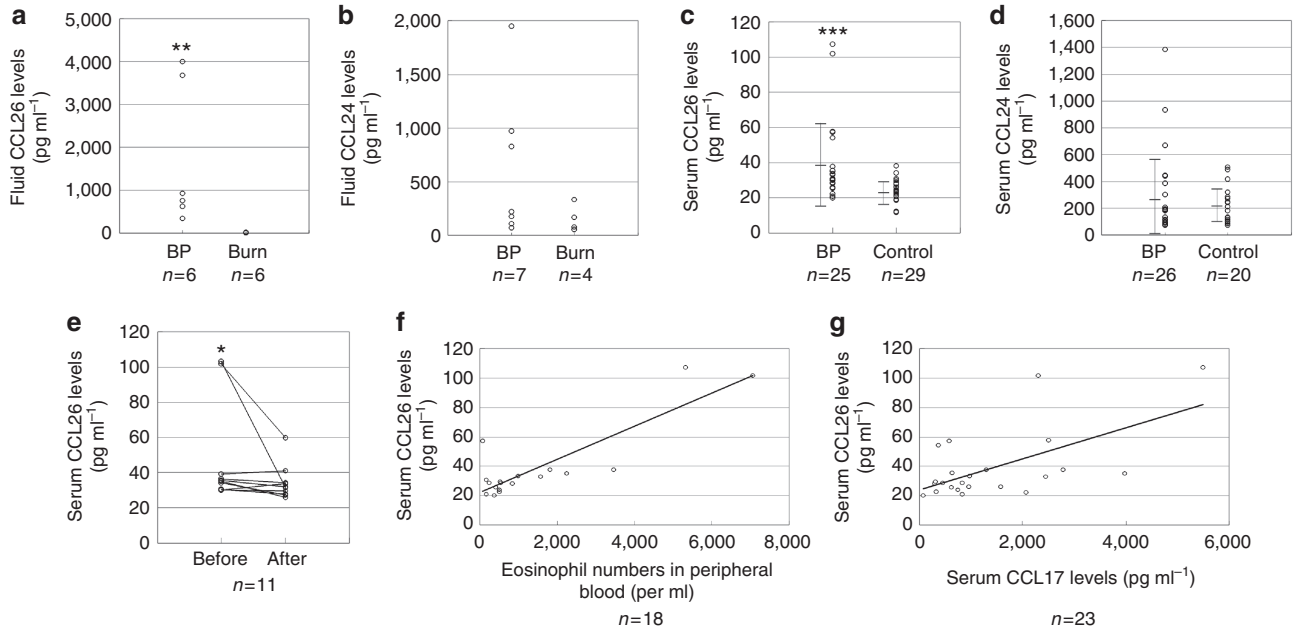 a
Fluid CCL26 levels
(pg ml⁻¹)
5,000
4,000
3,000
2,000
1,000
0
**
BP
Burn
n=6
n=6
b
Fluid CCL24 levels
(pg ml⁻¹)
2,000
1,500
1,000
500
0
BP
Burn
n=7
n=4
c
Serum CCL26 levels
(pg ml⁻¹)
120
100
80
60
40
20
0
***
BP
Control
n=25
n=29
d
Serum CCL24 levels
(pg ml⁻¹)
1,600
1,400
1,200
1,000
800
600
400
200
0
BP
Control
n=26
n=20
e
Serum CCL26 levels
(pg ml⁻¹)
120
100
80
60
40
20
0
*
Before
After
n=11
f
Serum CCL26 levels
(pg ml⁻¹)
120
100
80
60
40
20
0
0 2,000 4,000 6,000 8,000
Eosinophil numbers in peripheral
blood (per ml)
n=18
g
Serum CCL26 levels
(pg ml⁻¹)
120
100
80
60
40
20
0
0 2,000 4,000 6,000
Serum CCL17 levels (pg ml⁻¹)
n=23